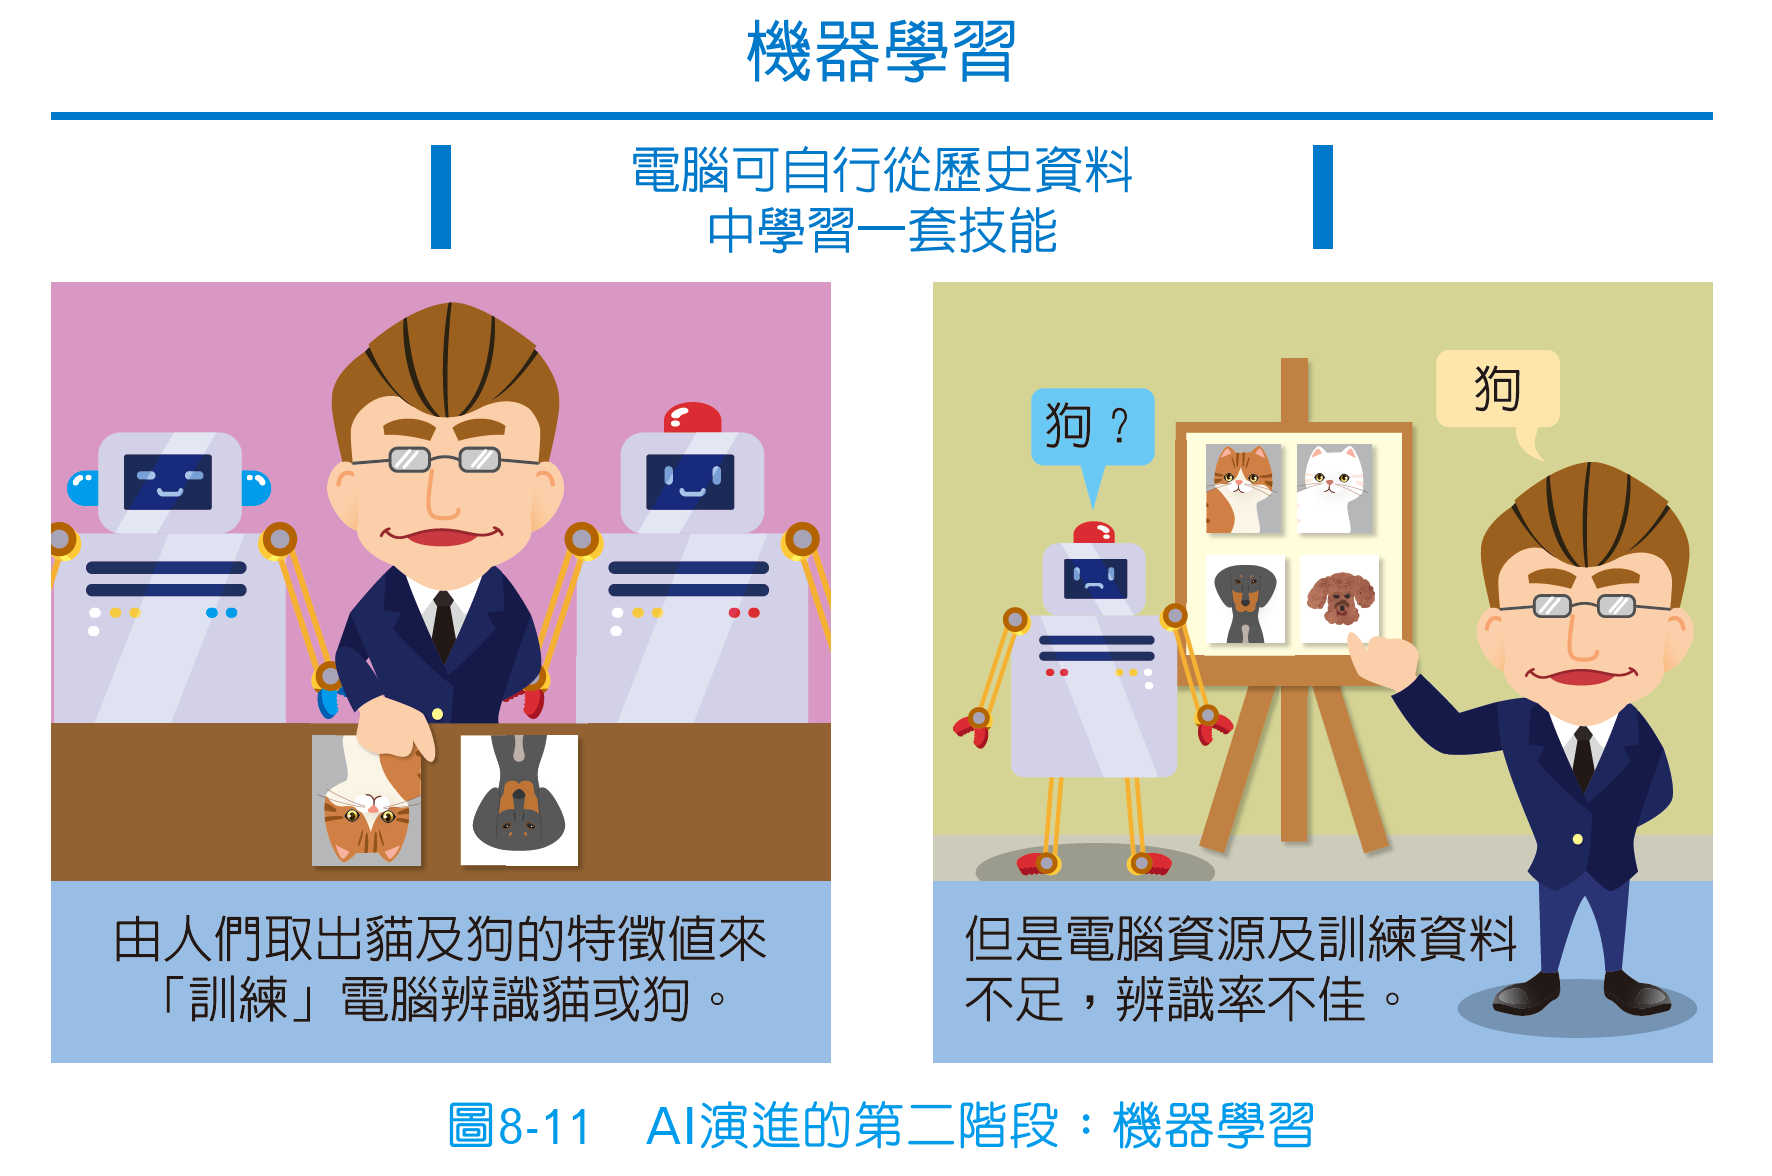 機器學習
電腦可自行從歷史資料
中學習一套技能
狗？
狗
由人們取出貓及狗的特徵值來
「訓練」電腦辨識貓或狗。
但是電腦資源及訓練資料
不足，辨識率不佳。
圖8-11　AI演進的第二階段：機器學習